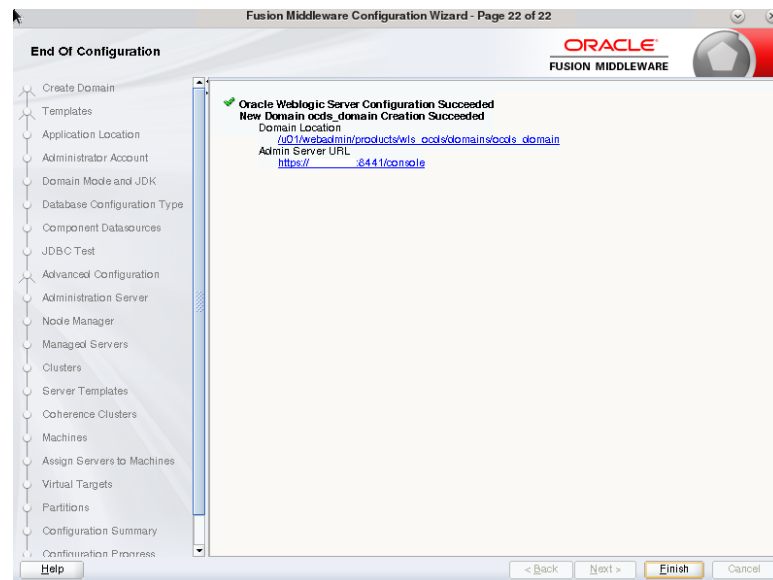 Fusion Middleware Configuration Wizard - Page 22 of 22
End Of Configuration
ORACLE
FUSION MIDDLEWARE
Create Domain
Templates
Application Location
Administrator Account
Domain Mode and JDK
Database Configuration Type
Component Datasources
JDBC Test
Advanced Configuration
Administration Server
Node Manager
Managed Servers
Clusters
Server Templates
Coherence Clusters
Machines
Assign Servers to Machines
Virtual Targets
Partitions
Configuration Summary
Configuration Progress
Oracle Weblogic Server Configuration Succeeded
New Domain ocds_domain Creation Succeeded
Domain Location
/u01/webadmin/products/wls_ocds/domains/ocds_domain
Admin Server URL
https:// :8441/console
Help
< Back Next > Finish Cancel